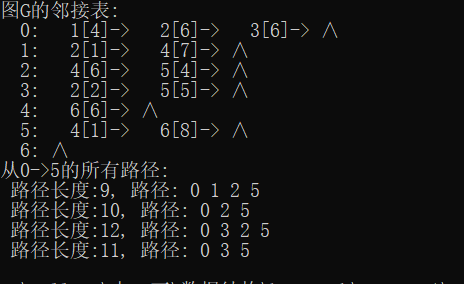 图G的邻接表:
0: 1[4]-> 2[6]-> 3[6]-> ∧
1: 2[1]-> 4[7]-> ∧
2: 4[6]-> 5[4]-> ∧
3: 2[2]-> 5[5]-> ∧
4: 6[6]-> ∧
5: 4[1]-> 6[8]-> ∧
6: ∧
从0->5的所有路径:
路径长度:9, 路径: 0 1 2 5
路径长度:10, 路径: 0 2 5
路径长度:12, 路径: 0 3 2 5
路径长度:11, 路径: 0 3 5